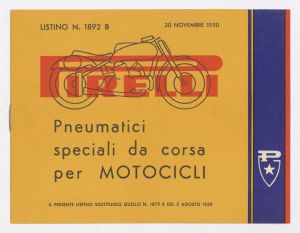 LISTINO N. 1892 B 20 NOVEMBRE 1950
PIRELLI
Pneumatici
speciali da corsa
per MOTOCICLI
P
IL PRESENTE LISTINO SOSTITUISCE QUELLO N. 1879 B DEL 5 AGOSTO 1950